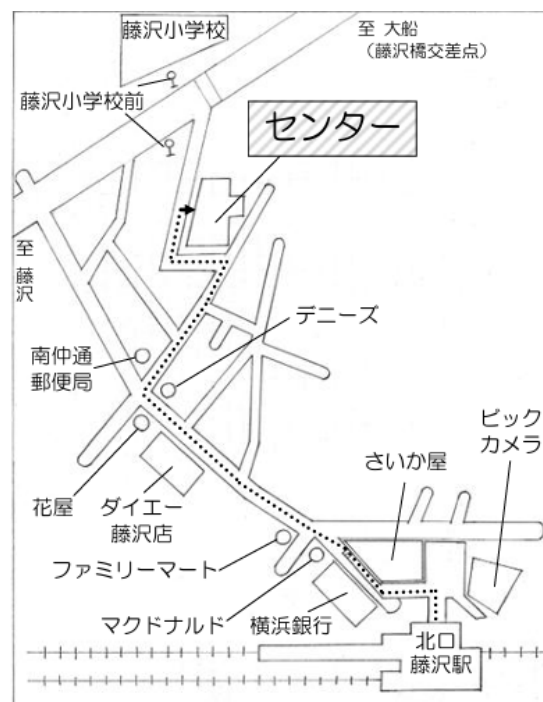 藤沢小学校
至 大船
（藤沢橋交差点）
藤沢小学校前
センター
至 藤沢
デニーズ
南仲通
郵便局
ビック
カメラ
さいか屋
花屋
ダイエー
藤沢店
ファミリーマート
マクドナルド
横浜銀行
北口
藤沢駅